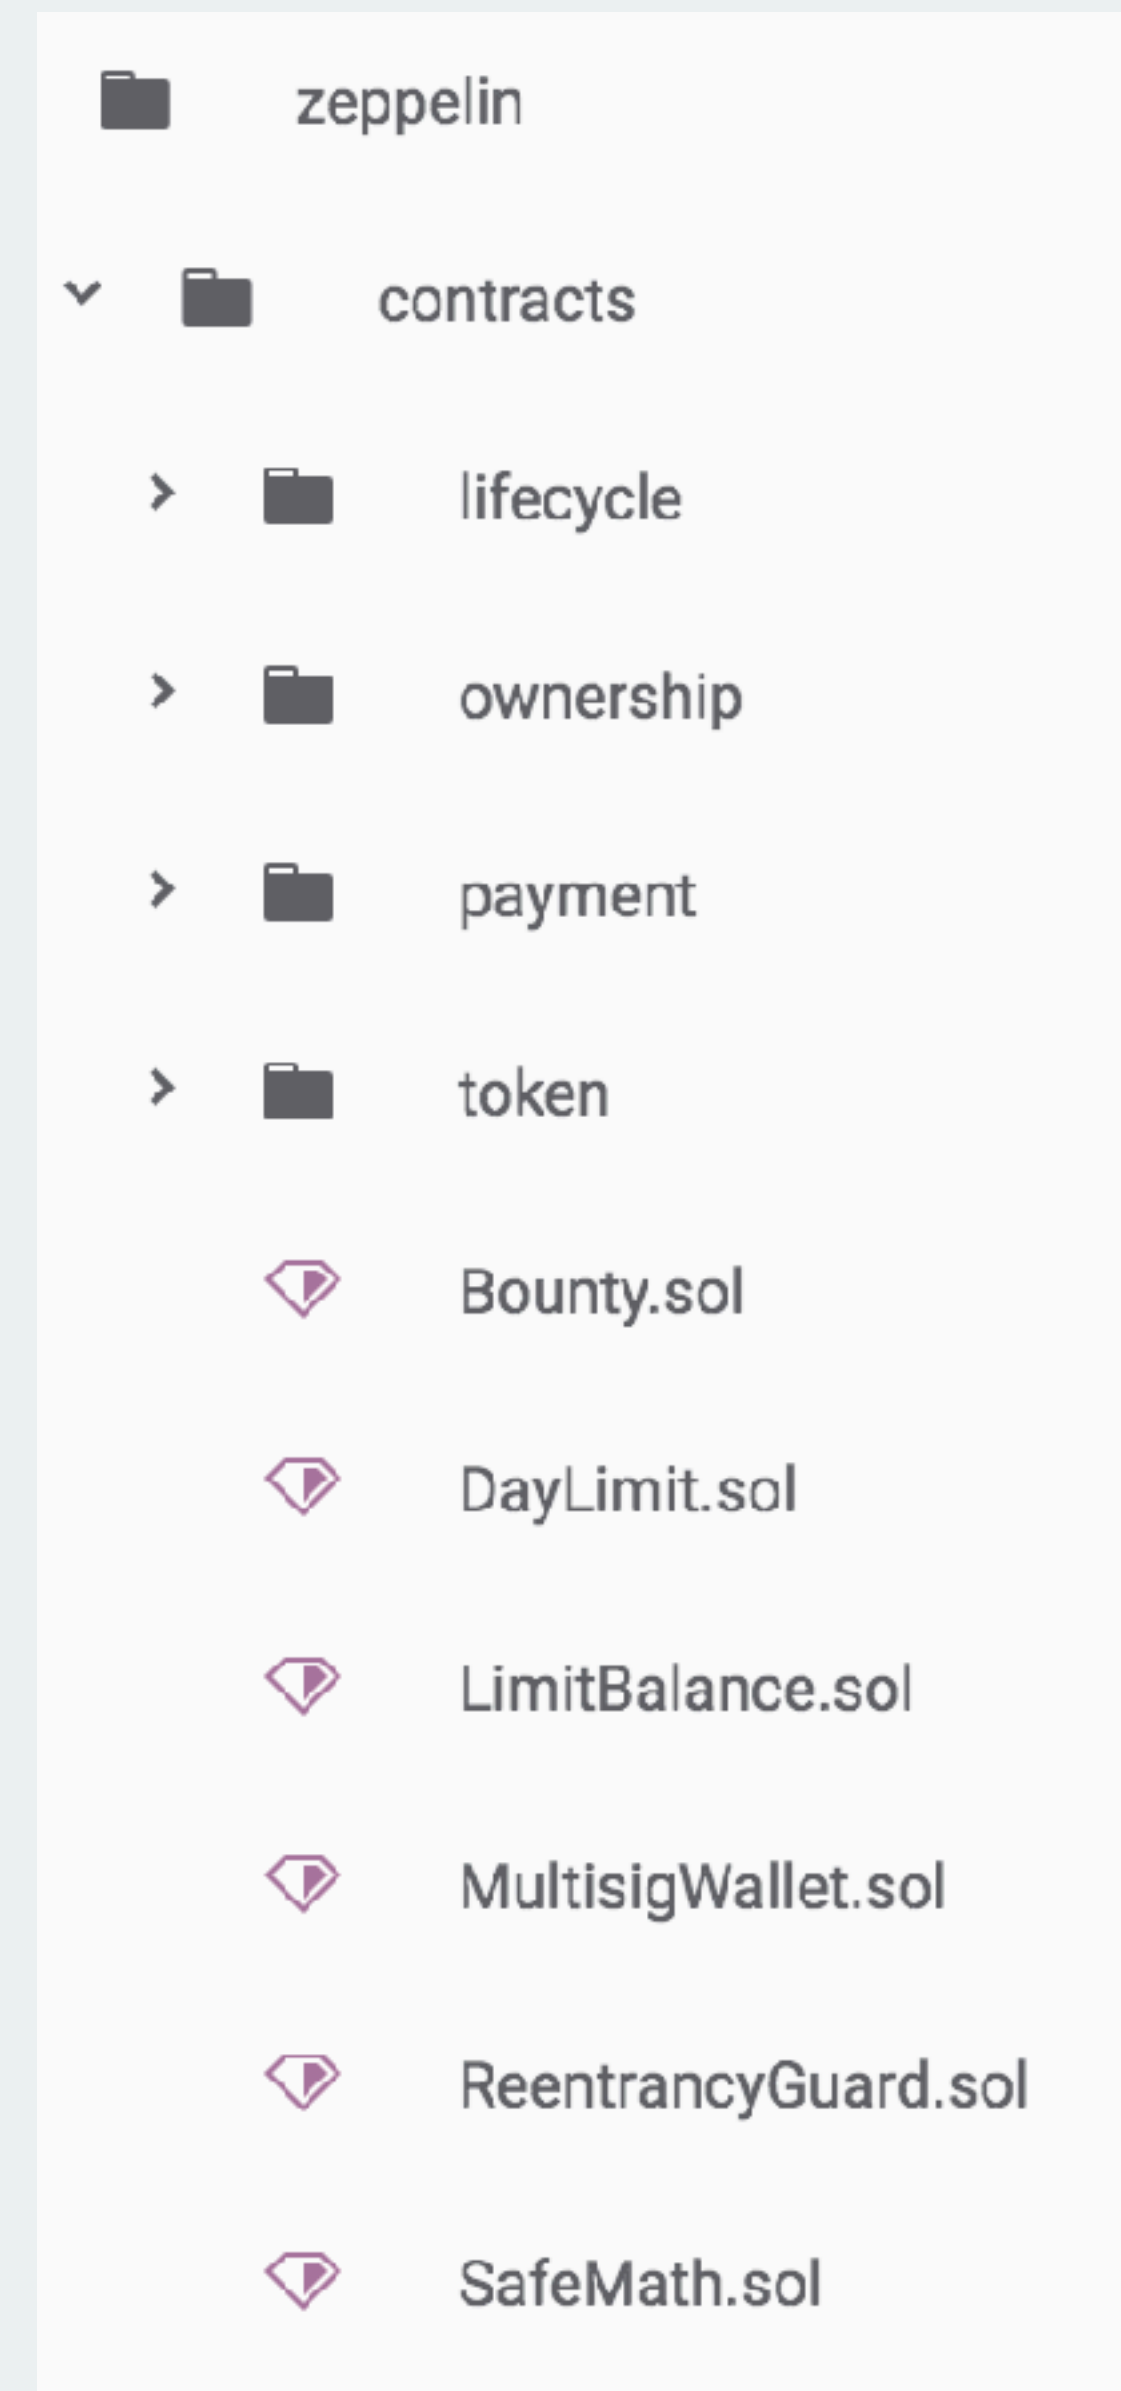 zeppelin
contracts
lifecycle
ownership
payment
token
Bounty.sol
DayLimit.sol
LimitBalance.sol
MultisigWallet.sol
ReentrancyGuard.sol
SafeMath.sol